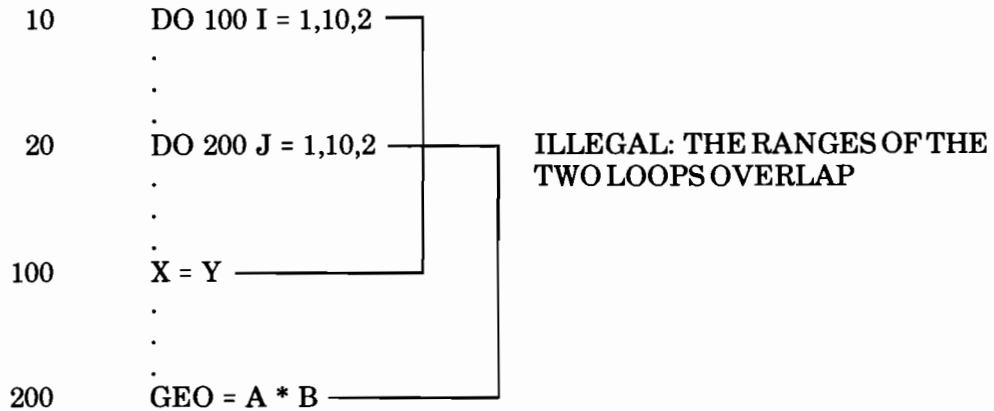 10 DO 100 I = 1,10,2
.
.
.
20 DO 200 J = 1,10,2
ILLEGAL: THE RANGES OF THE
TWO LOOPS OVERLAP
.
.
.
100 X = Y
.
.
.
200 GEO = A * B